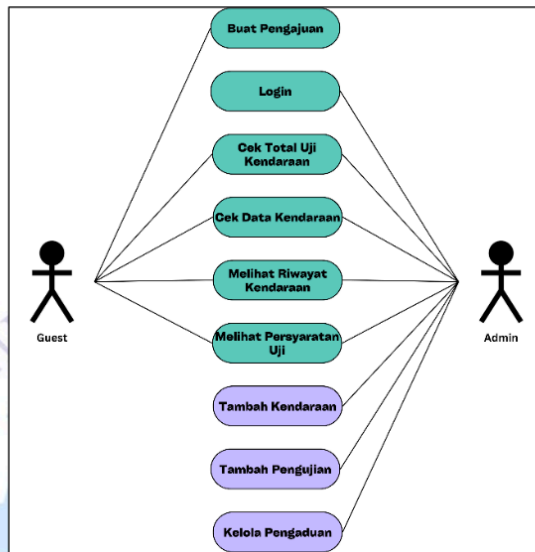 Buat Pengajuan
Login
Cek Total Uji
Kendaraan
Cek Data Kendaraan
Melihat Riwayat
Kendaraan
Guest
Admin
Melihat Persyaratan
Uji
Tambah Kendaraan
Tambah Pengujian
Kelola Pengaduan